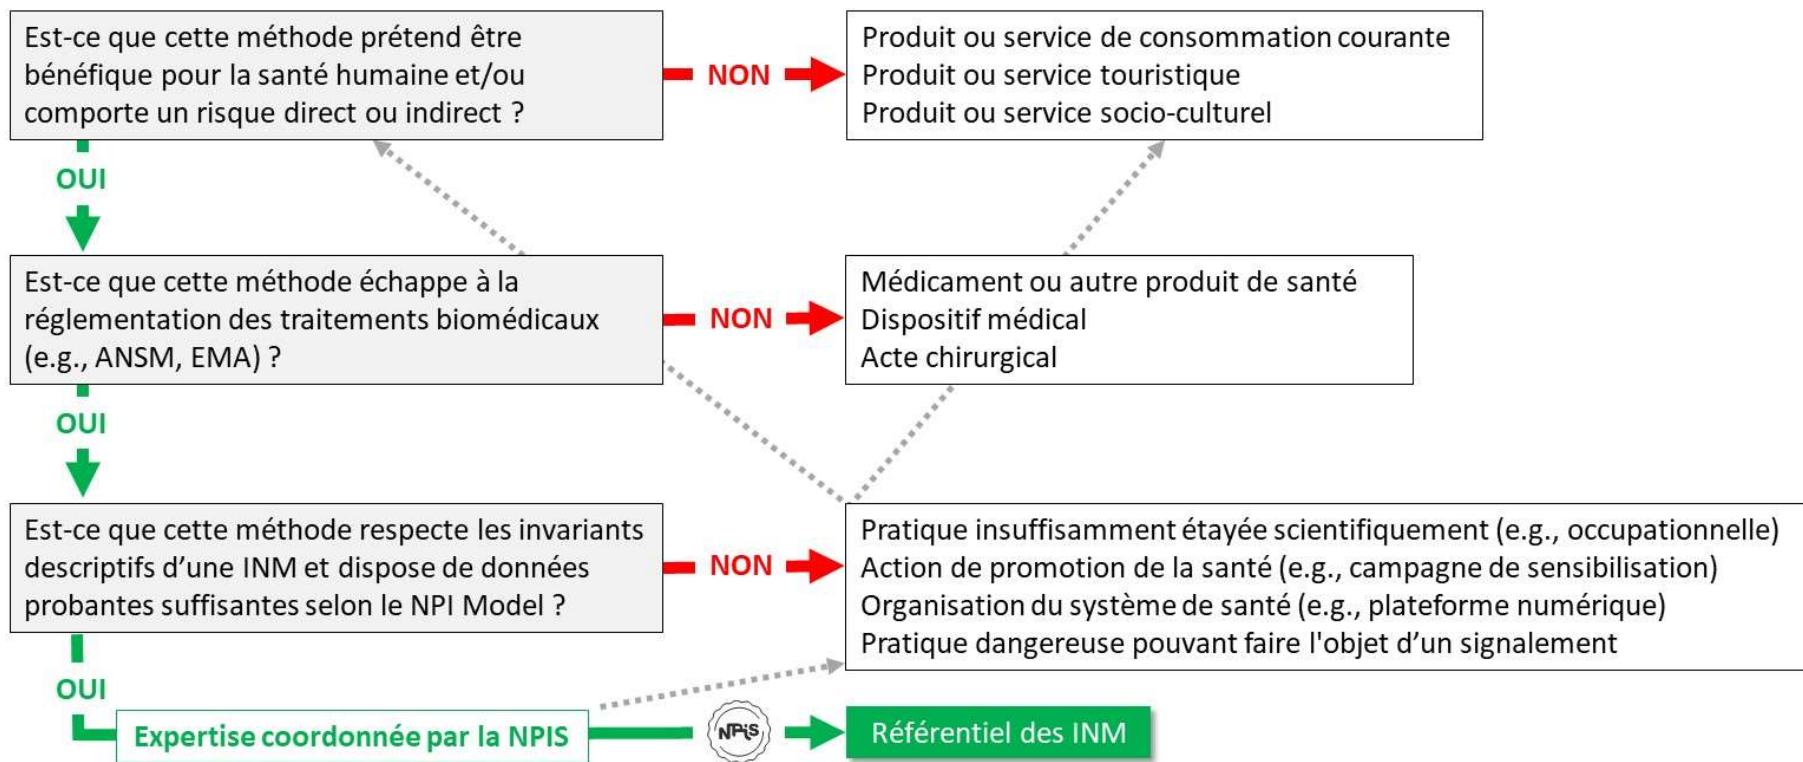 Est-ce que cette méthode prétend être
bénéfique pour la santé humaine et/ou
comporte un risque direct ou indirect ?
NON
Produit ou service de consommation courante
Produit ou service touristique
Produit ou service socio-culturel
OUI
Est-ce que cette méthode échappe à la
réglementation des traitements biomédicaux
(e.g., ANSM, EMA) ?
NON
Médicament ou autre produit de santé
Dispositif médical
Acte chirurgical
OUI
Est-ce que cette méthode respecte les invariants
descriptifs d’une INM et dispose de données
probantes suffisantes selon le NPI Model ?
NON
Pratique insuffisamment étayée scientifiquement (e.g., occupationnelle)
Action de promotion de la santé (e.g., campagne de sensibilisation)
Organisation du système de santé (e.g., plateforme numérique)
Pratique dangereuse pouvant faire l'objet d’un signalement
OUI
Expertise coordonnée par la NPIS
NPiS
Référentiel des INM